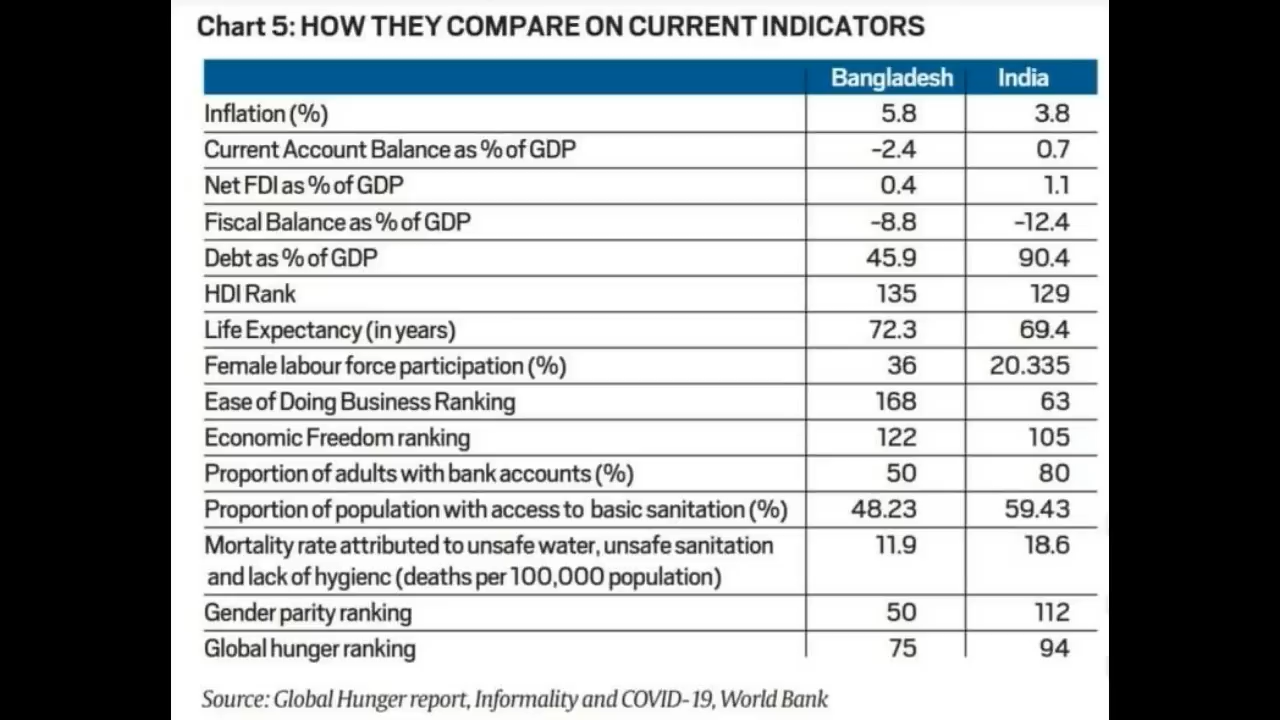 Chart 5: HOW THEY COMPARE ON CURRENT INDICATORS
Bangladesh India
Inflation (%) 5.8 3.8
Current Account Balance as % of GDP -2.4 0.7
Net FDI as % of GDP 0.4 1.1
Fiscal Balance as % of GDP -8.8 -12.4
Debt as % of GDP 45.9 90.4
HDI Rank 135 129
Life Expectancy (in years) 72.3 69.4
Female labour force participation (%) 36 20.335
Ease of Doing Business Ranking 168 63
Economic Freedom ranking 122 105
Proportion of adults with bank accounts (%) 50 80
Proportion of population with access to basic sanitation (%) 48.23 59.43
Mortality rate attributed to unsafe water, unsafe sanitation 11.9 18.6
and lack of hygienc (deaths per 100,000 population)
Gender parity ranking 50 112
Global hunger ranking 75 94
Source: Global Hunger report, Informality and COVID-19, World Bank